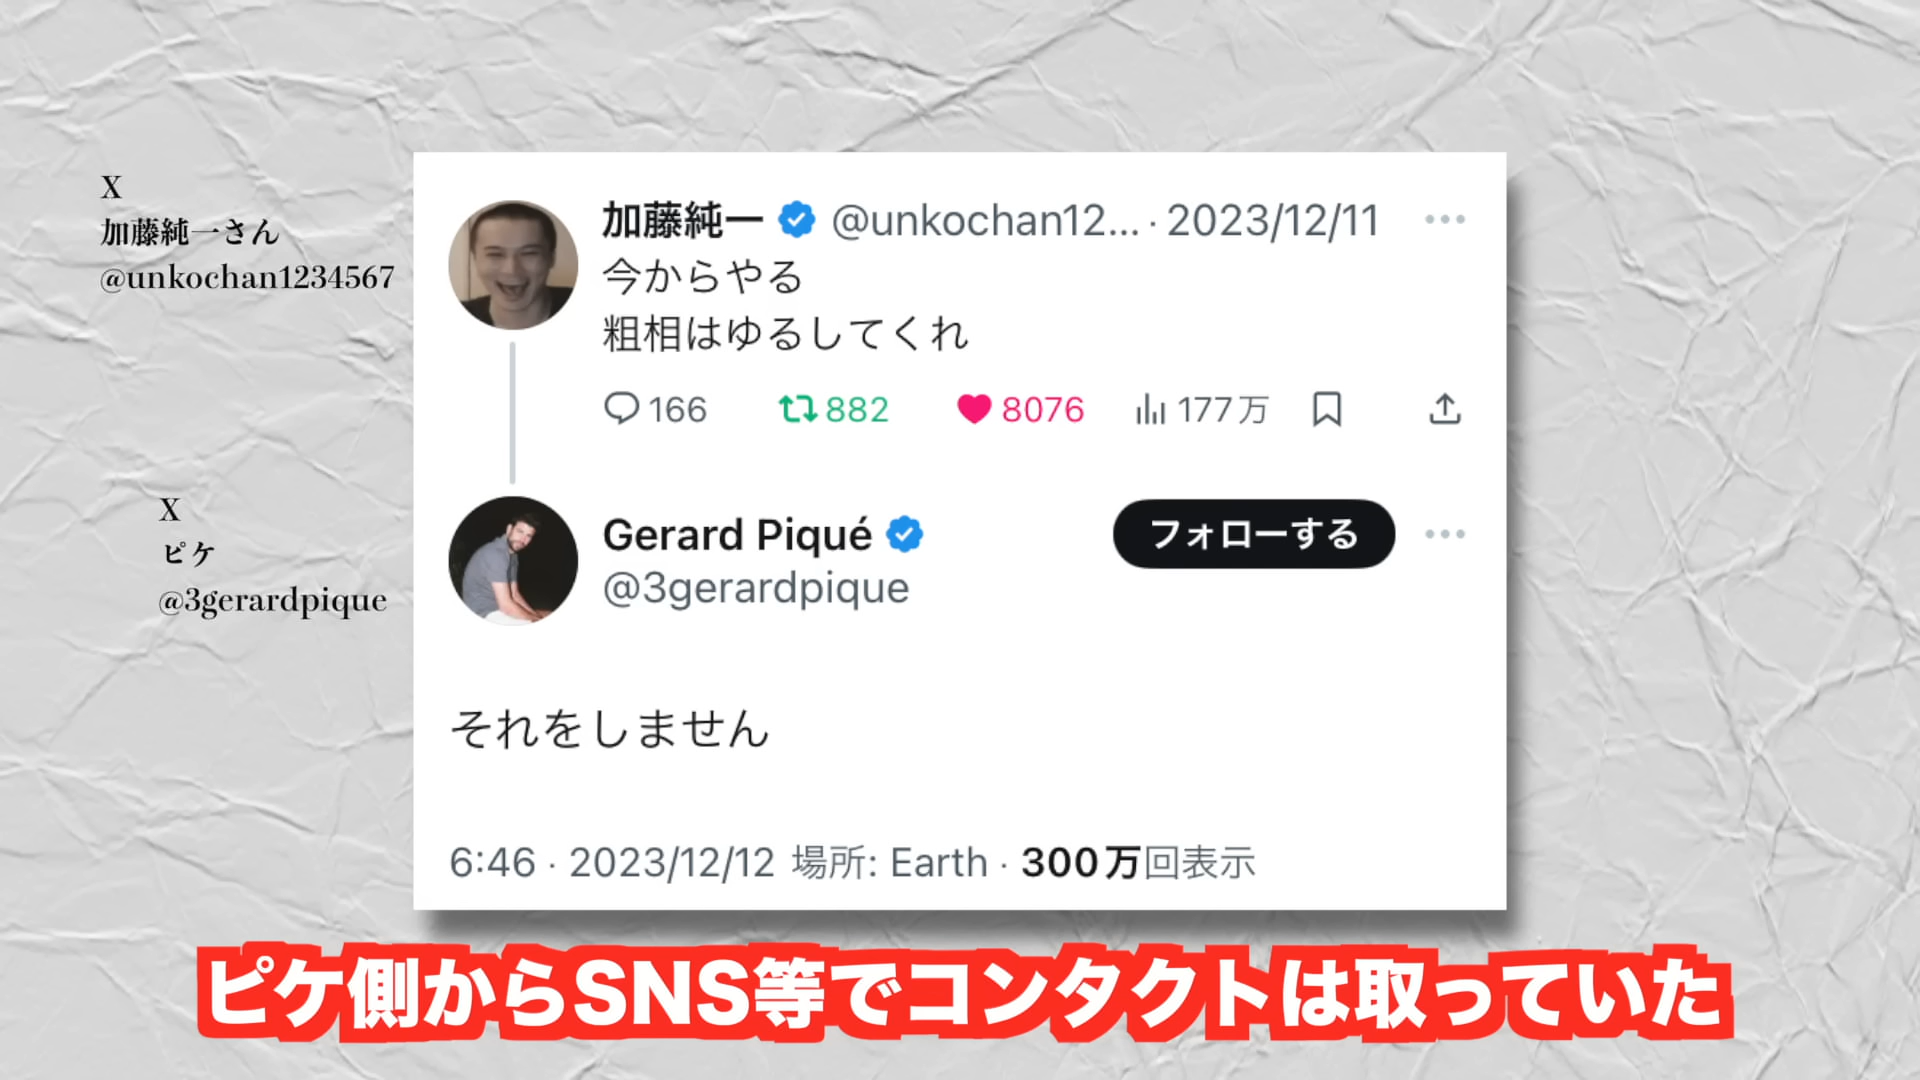 X
加藤純一さん
@unkochan1234567
加藤純一 @unkochan12... · 2023/12/11
今からやる
粗相はゆるしてくれ
166 882 8076 177万
X
ピケ
@3gerardpique
Gerard Piqué フォローする
@3gerardpique
それをしません
6:46 · 2023/12/12 場所: Earth · 300万回表示
ピケ側からSNS等でコンタクトは取っていた